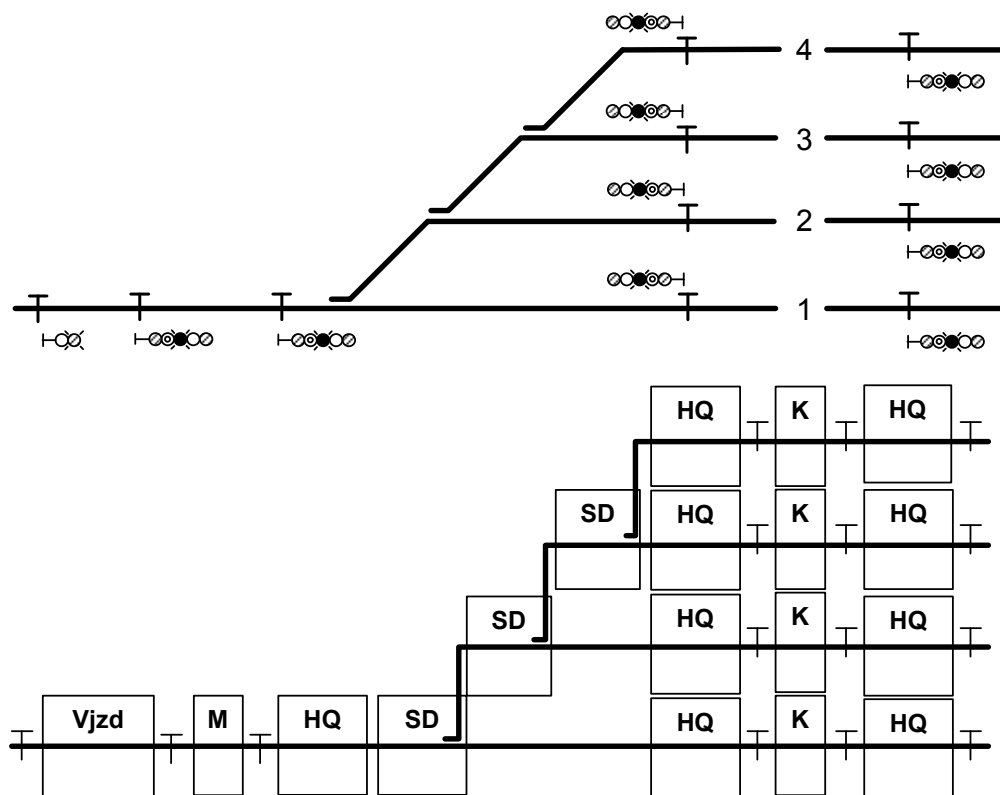 4
3
2
1
HQ K HQ
SD HQ K HQ
SD HQ K HQ
Vjzd M HQ SD HQ K HQ